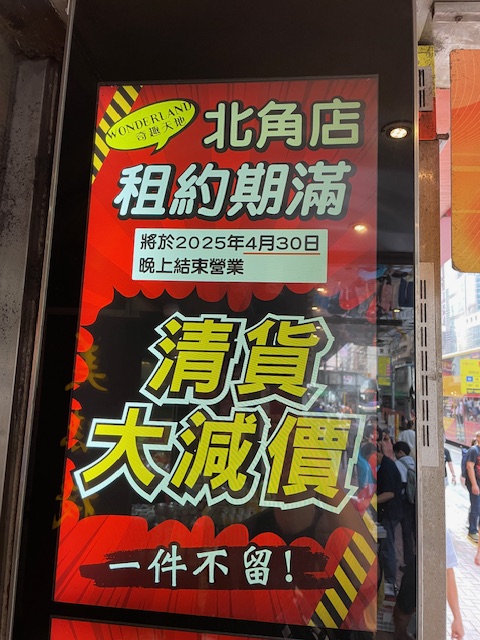 WONDERLAND
奇趣天地
北角店
租約期滿
將於2025年4月30日
晚上結束營業
清貨
大減價
一件不留!